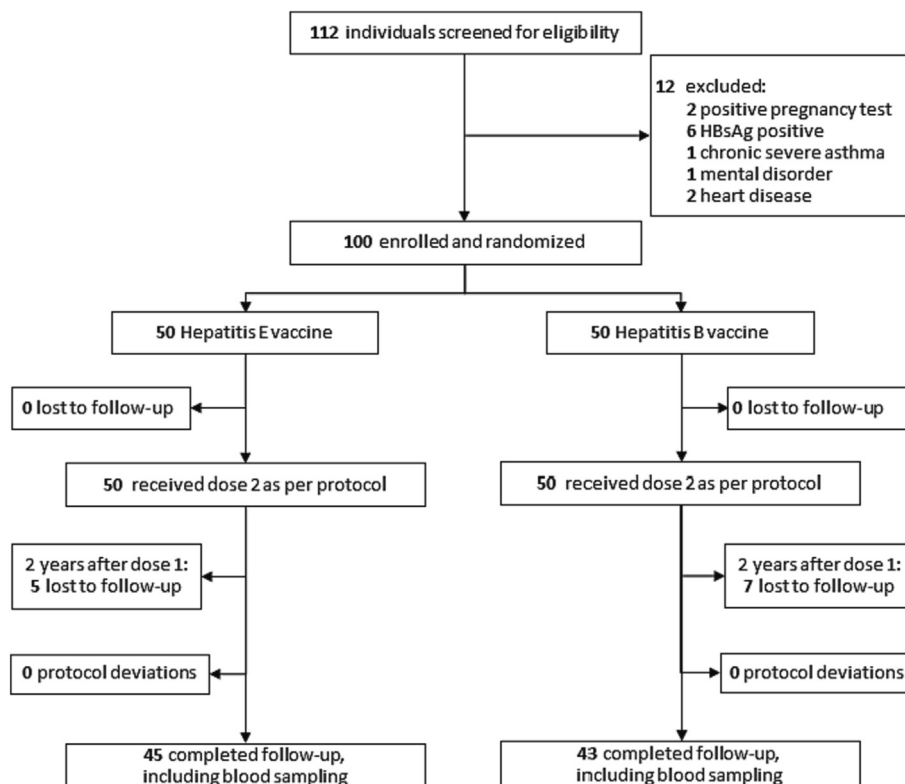 112 individuals screened for eligibility
12 excluded:
2 positive pregnancy test
6 HBsAg positive
1 chronic severe asthma
1 mental disorder
2 heart disease
100 enrolled and randomized
50 Hepatitis E vaccine
50 Hepatitis B vaccine
0 lost to follow-up
0 lost to follow-up
50 received dose 2 as per protocol
50 received dose 2 as per protocol
2 years after dose 1:
5 lost to follow-up
2 years after dose 1:
7 lost to follow-up
0 protocol deviations
0 protocol deviations
45 completed follow-up,
including blood sampling
43 completed follow-up,
including blood sampling